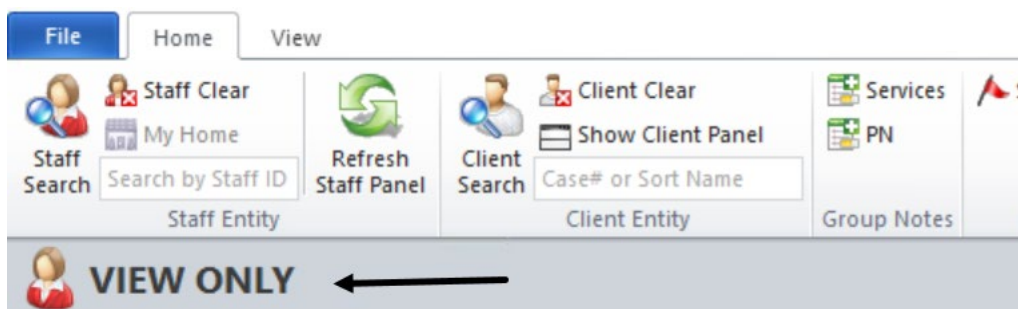 File Home View
Staff Clear
My Home
Staff Search
Search by Staff ID
Refresh Staff Panel
Staff Entity
Client Search
Client Clear
Show Client Panel
Case# or Sort Name
Client Entity
Services
PN
Group Notes
VIEW ONLY